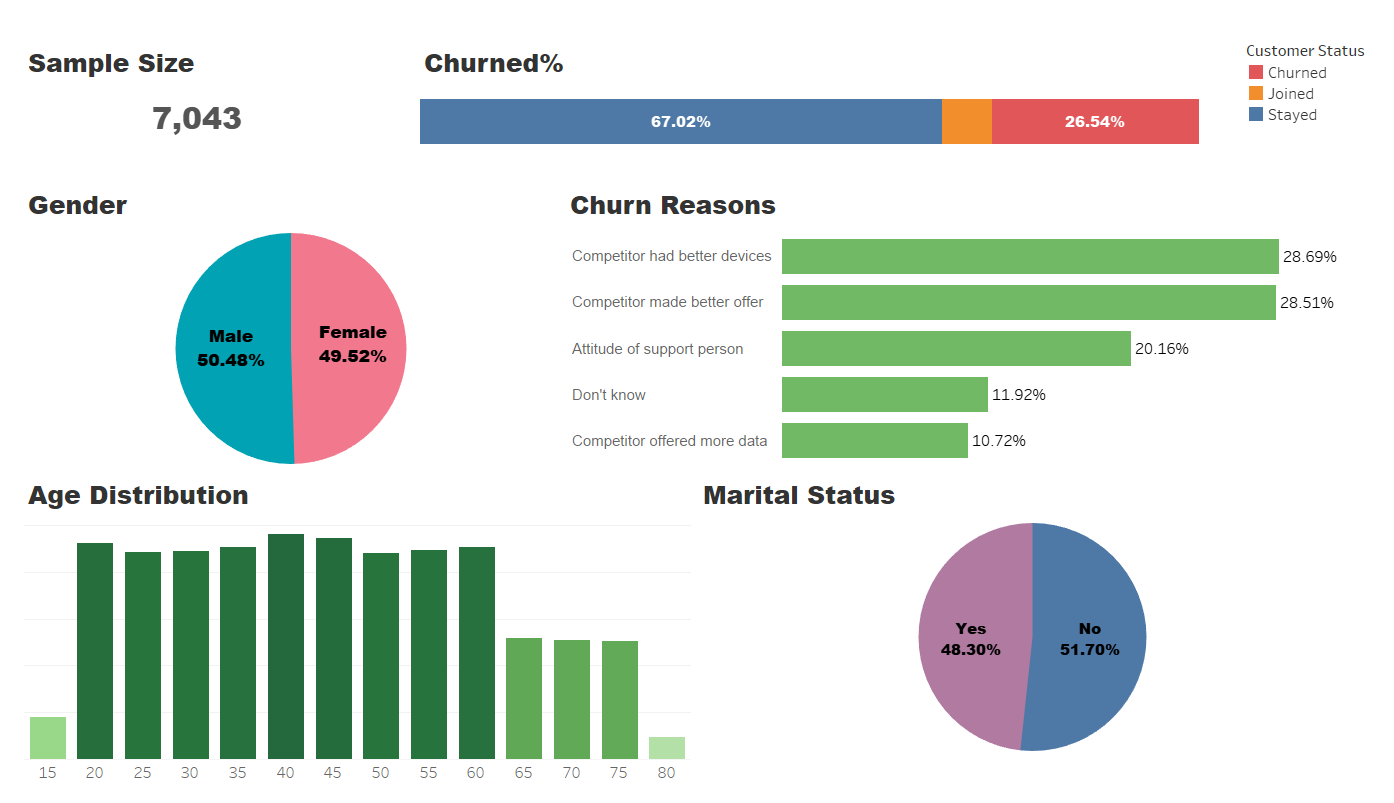 Sample Size
7,043
Churned%
67.02%
26.54%
Customer Status
Churned
Joined
Stayed
Gender
Male
50.48%
Female
49.52%
Churn Reasons
Competitor had better devices
28.69%
Competitor made better offer
28.51%
Attitude of support person
20.16%
Don't know
11.92%
Competitor offered more data
10.72%
Age Distribution
15 20 25 30 35 40 45 50 55 60 65 70 75 80
Marital Status
Yes
48.30%
No
51.70%